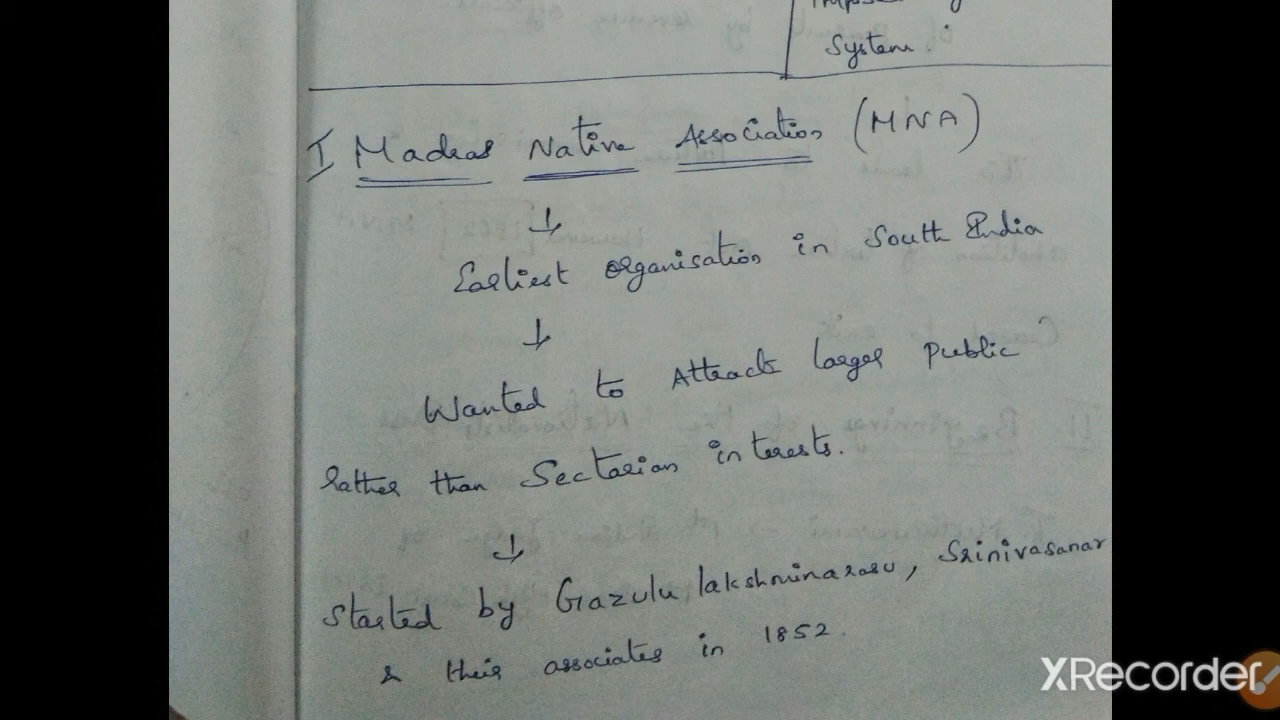 System :
I Madras Native Association (MNA)
↓
Earliest organisation in South India
↓
Wanted to Attract larger public
rather than Sectarian interests.
↓
Started by Gazulu lakshminarasu, Srinivasanar
& their associates in 1852.
XRecorder